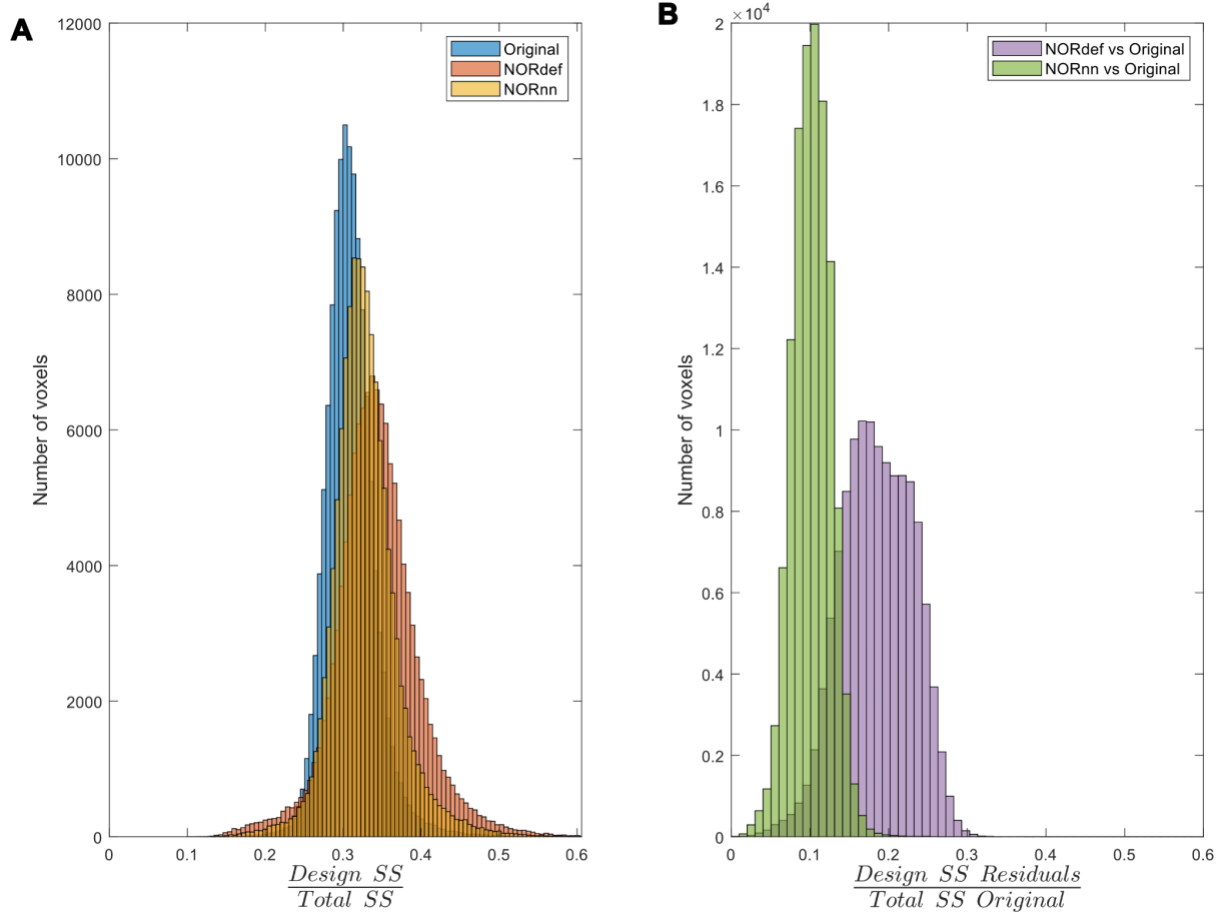 A
12000
10000
8000
6000
4000
2000
0
Number of voxels
Original
NORdef
NORnn
0 0.1 0.2 0.3 0.4 0.5 0.6
Design SS
Total SS
B
×10⁴
2
1.8
1.6
1.4
1.2
1
0.8
0.6
0.4
0.2
0
Number of voxels
NORdef vs Original
NORnn vs Original
0 0.1 0.2 0.3 0.4 0.5 0.6
Design SS Residuals
Total SS Original